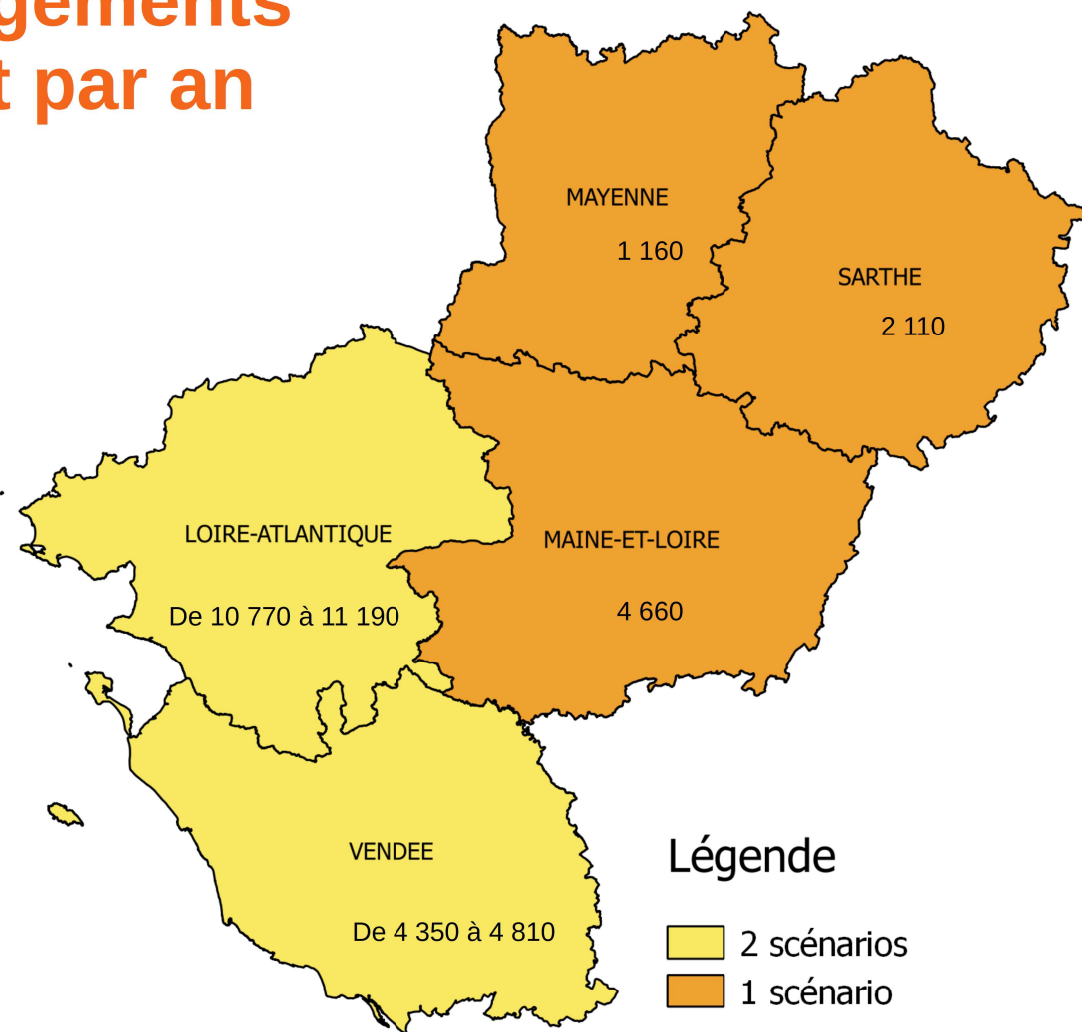 par an
MAYENNE
1 160
SARTHE
2 110
LOIRE-ATLANTIQUE
De 10 770 à 11 190
MAINE-ET-LOIRE
4 660
VENDEE
De 4 350 à 4 810
Légende
2 scénarios
1 scénario